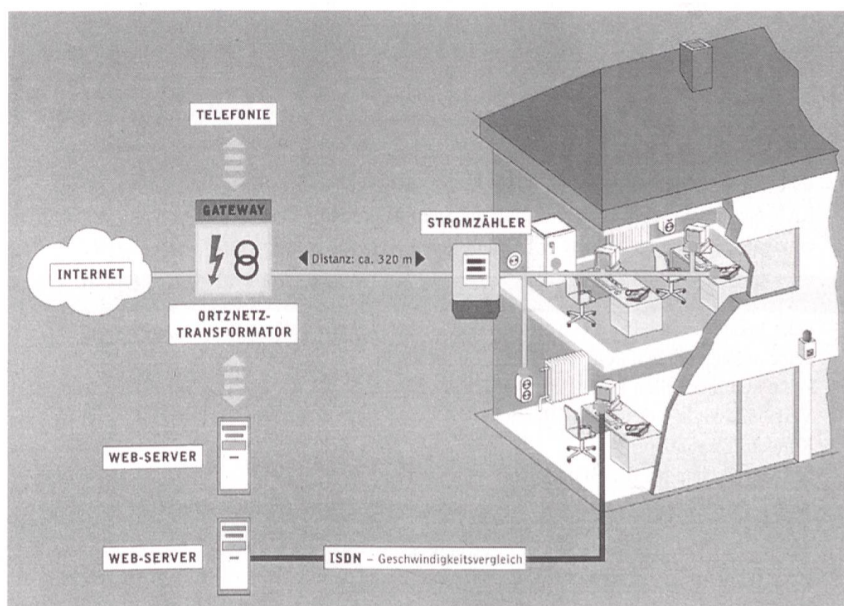 TELEFONIE
GATEWAY
STROMZÄHLER
Distanz: ca. 320 m
INTERNET
ORTZNETZ-
TRANSFORMATOR
WEB-SERVER
WEB-SERVER
ISDN – Geschwindigkeitsvergleich